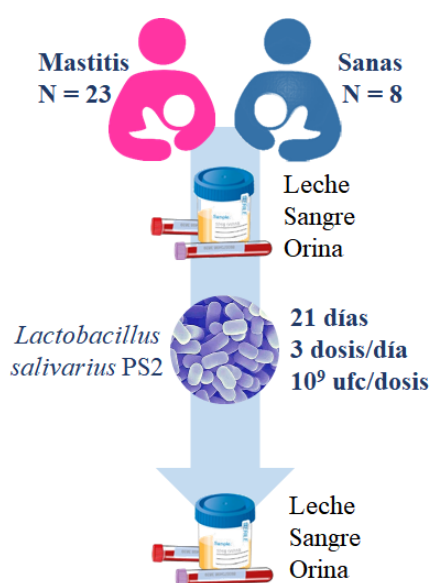 Mastitis
N = 23
Sanas
N = 8
Leche
Sangre
Orina
Lactobacillus
salivarius PS2
21 días
3 dosis/día
10⁹ ufc/dosis
Leche
Sangre
Orina